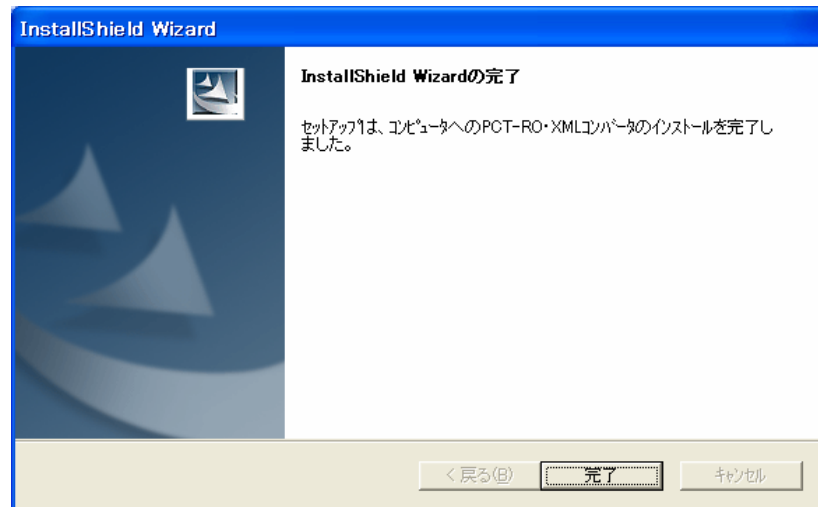 InstallShield Wizard
InstallShield Wizardの完了
セットアップは、コンピュータへのPCT-RO・XMLコンバータのインストールを完了し
ました。
< 戻る(B)
完了
キャンセル